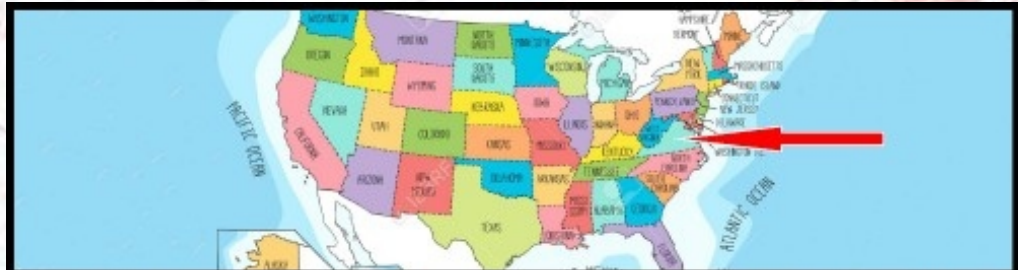 WASHINGTON
OREGON
IDAHO
MONTANA
NORTH
DAKOTA
SOUTH
DAKOTA
MINNESOTA
WISCONSIN
MICHIGAN
WYOMING
NEBRASKA
IOWA
NEVADA
UTAH
COLORADO
KANSAS
MISSOURI
ILLINOIS
INDIANA
OHIO
KENTUCKY
CALIFORNIA
ARIZONA
NEW
MEXICO
OKLAHOMA
ARKANSAS
TENNESSEE
NORTH
CAROLINA
SOUTH
CAROLINA
TEXAS
LOUISIANA
ALABAMA
GEORGIA
FLORIDA
PENNSYLVANIA
NEW
YORK
VERMONT
MAINE
MASSACHUSETTS
RHODE ISLAND
CONNECTICUT
NEW JERSEY
DELAWARE
PACIFIC OCEAN
ATLANTIC OCEAN
ALASKA